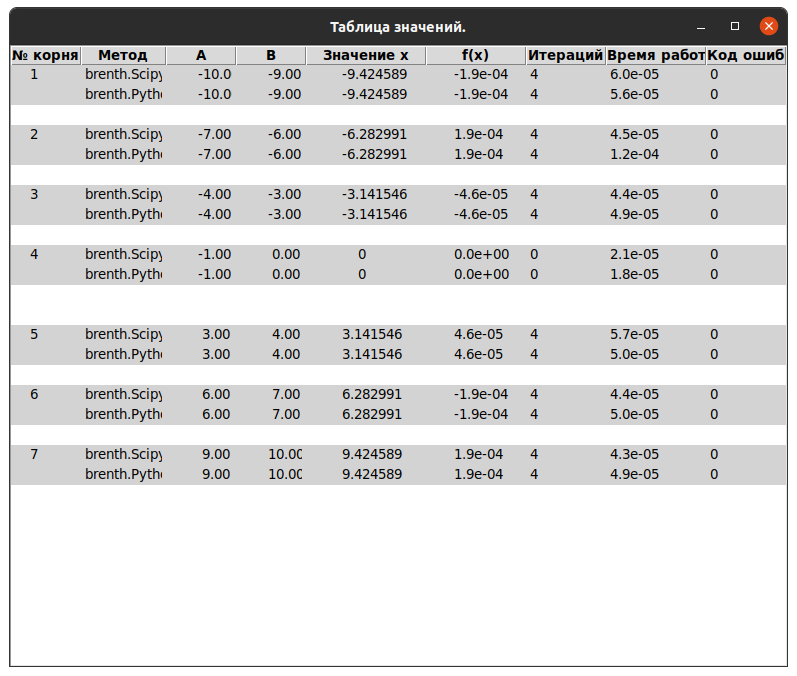 Таблица значений.
№ корня Метод A B Значение x f(x) Итераций Время работ Код ошиб
1 brenth.Scipy -10.0 -9.00 -9.424589 -1.9e-04 4 6.0e-05 0
brenth.Pytho -10.0 -9.00 -9.424589 -1.9e-04 4 5.6e-05 0
2 brenth.Scipy -7.00 -6.00 -6.282991 1.9e-04 4 4.5e-05 0
brenth.Pytho -7.00 -6.00 -6.282991 1.9e-04 4 1.2e-04 0
3 brenth.Scipy -4.00 -3.00 -3.141546 -4.6e-05 4 4.4e-05 0
brenth.Pytho -4.00 -3.00 -3.141546 -4.6e-05 4 4.9e-05 0
4 brenth.Scipy -1.00 0.00 0 0.0e+00 0 2.1e-05 0
brenth.Pytho -1.00 0.00 0 0.0e+00 0 1.8e-05 0
5 brenth.Scipy 3.00 4.00 3.141546 4.6e-05 4 5.7e-05 0
brenth.Pytho 3.00 4.00 3.141546 4.6e-05 4 5.0e-05 0
6 brenth.Scipy 6.00 7.00 6.282991 -1.9e-04 4 4.4e-05 0
brenth.Pytho 6.00 7.00 6.282991 -1.9e-04 4 5.0e-05 0
7 brenth.Scipy 9.00 10.00 9.424589 1.9e-04 4 4.3e-05 0
brenth.Pytho 9.00 10.00 9.424589 1.9e-04 4 4.9e-05 0